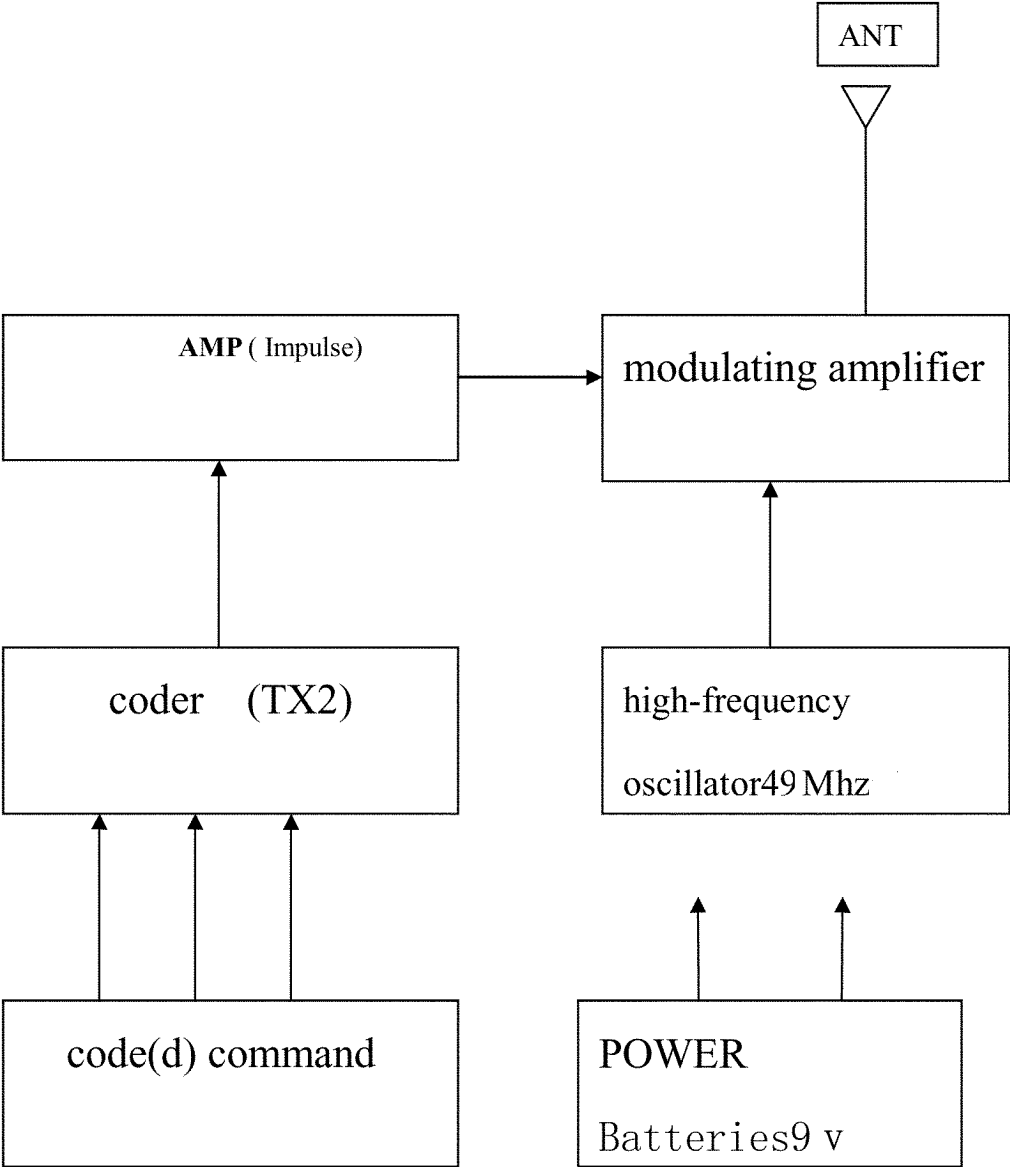 ANT
AMP ( Impulse)
modulating amplifier
coder (TX2)
high-frequency
oscillator49 Mhz
code(d) command
POWER
Batteries9 v